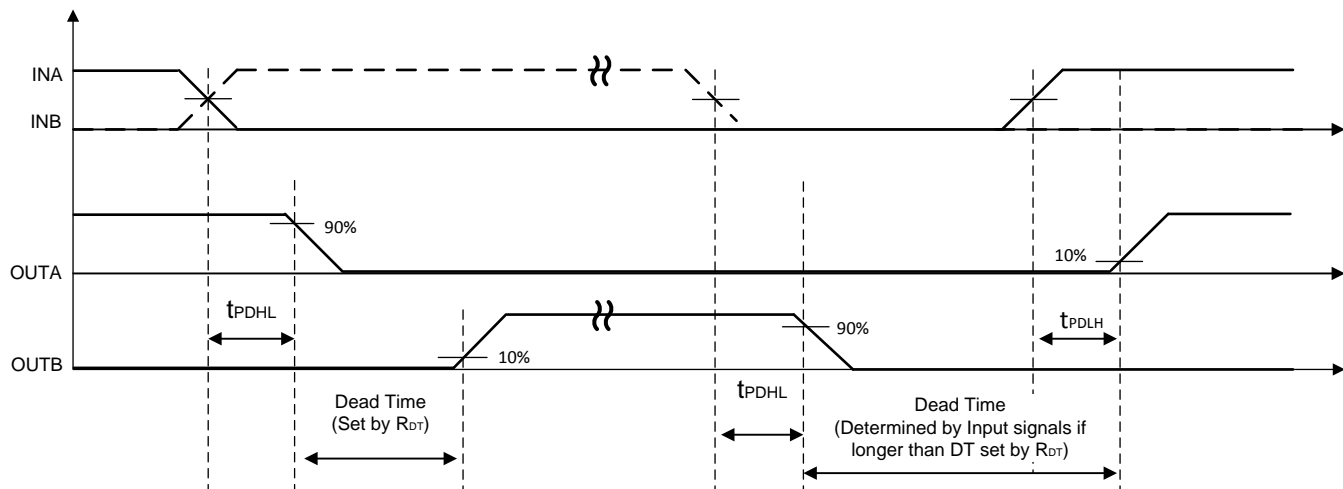 INA
INB
90%
10%
OUTA
tPDHL
tPDLH
90%
10%
OUTB
tPDHL
Dead Time
(Set by RDT)
Dead Time
(Determined by Input signals if
longer than DT set by RDT)